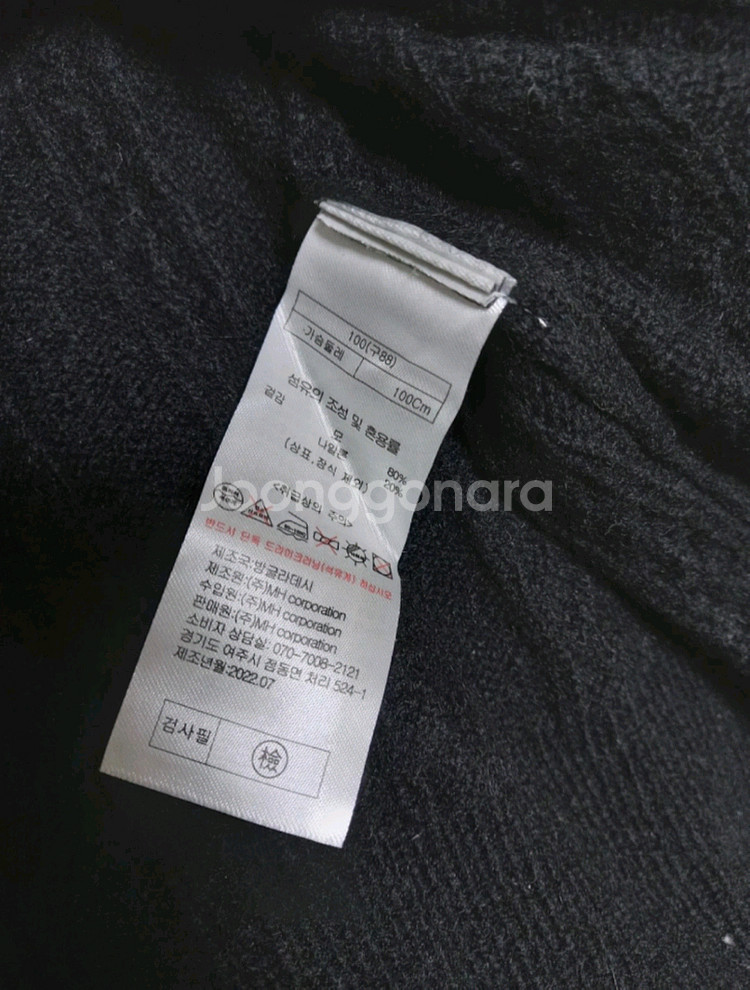 100(구88)
가슴둘레 100Cm
섬유의 조성 및 혼용률
겉감
모 80%
나일론 20%
(상표,장식 제외)
<취급상의 주의>
반드시 단독 드라이크리닝(석유계) 하십시오
제조국:방글라데시
제조원:(주)MH corporation
수입원:(주)MH corporation
판매원:(주)MH corporation
소비자 상담실: 070-7008-2121
경기도 여주시 점동면 처리 524-1
제조년월:2022.07
검사필 檢
Joonggonara